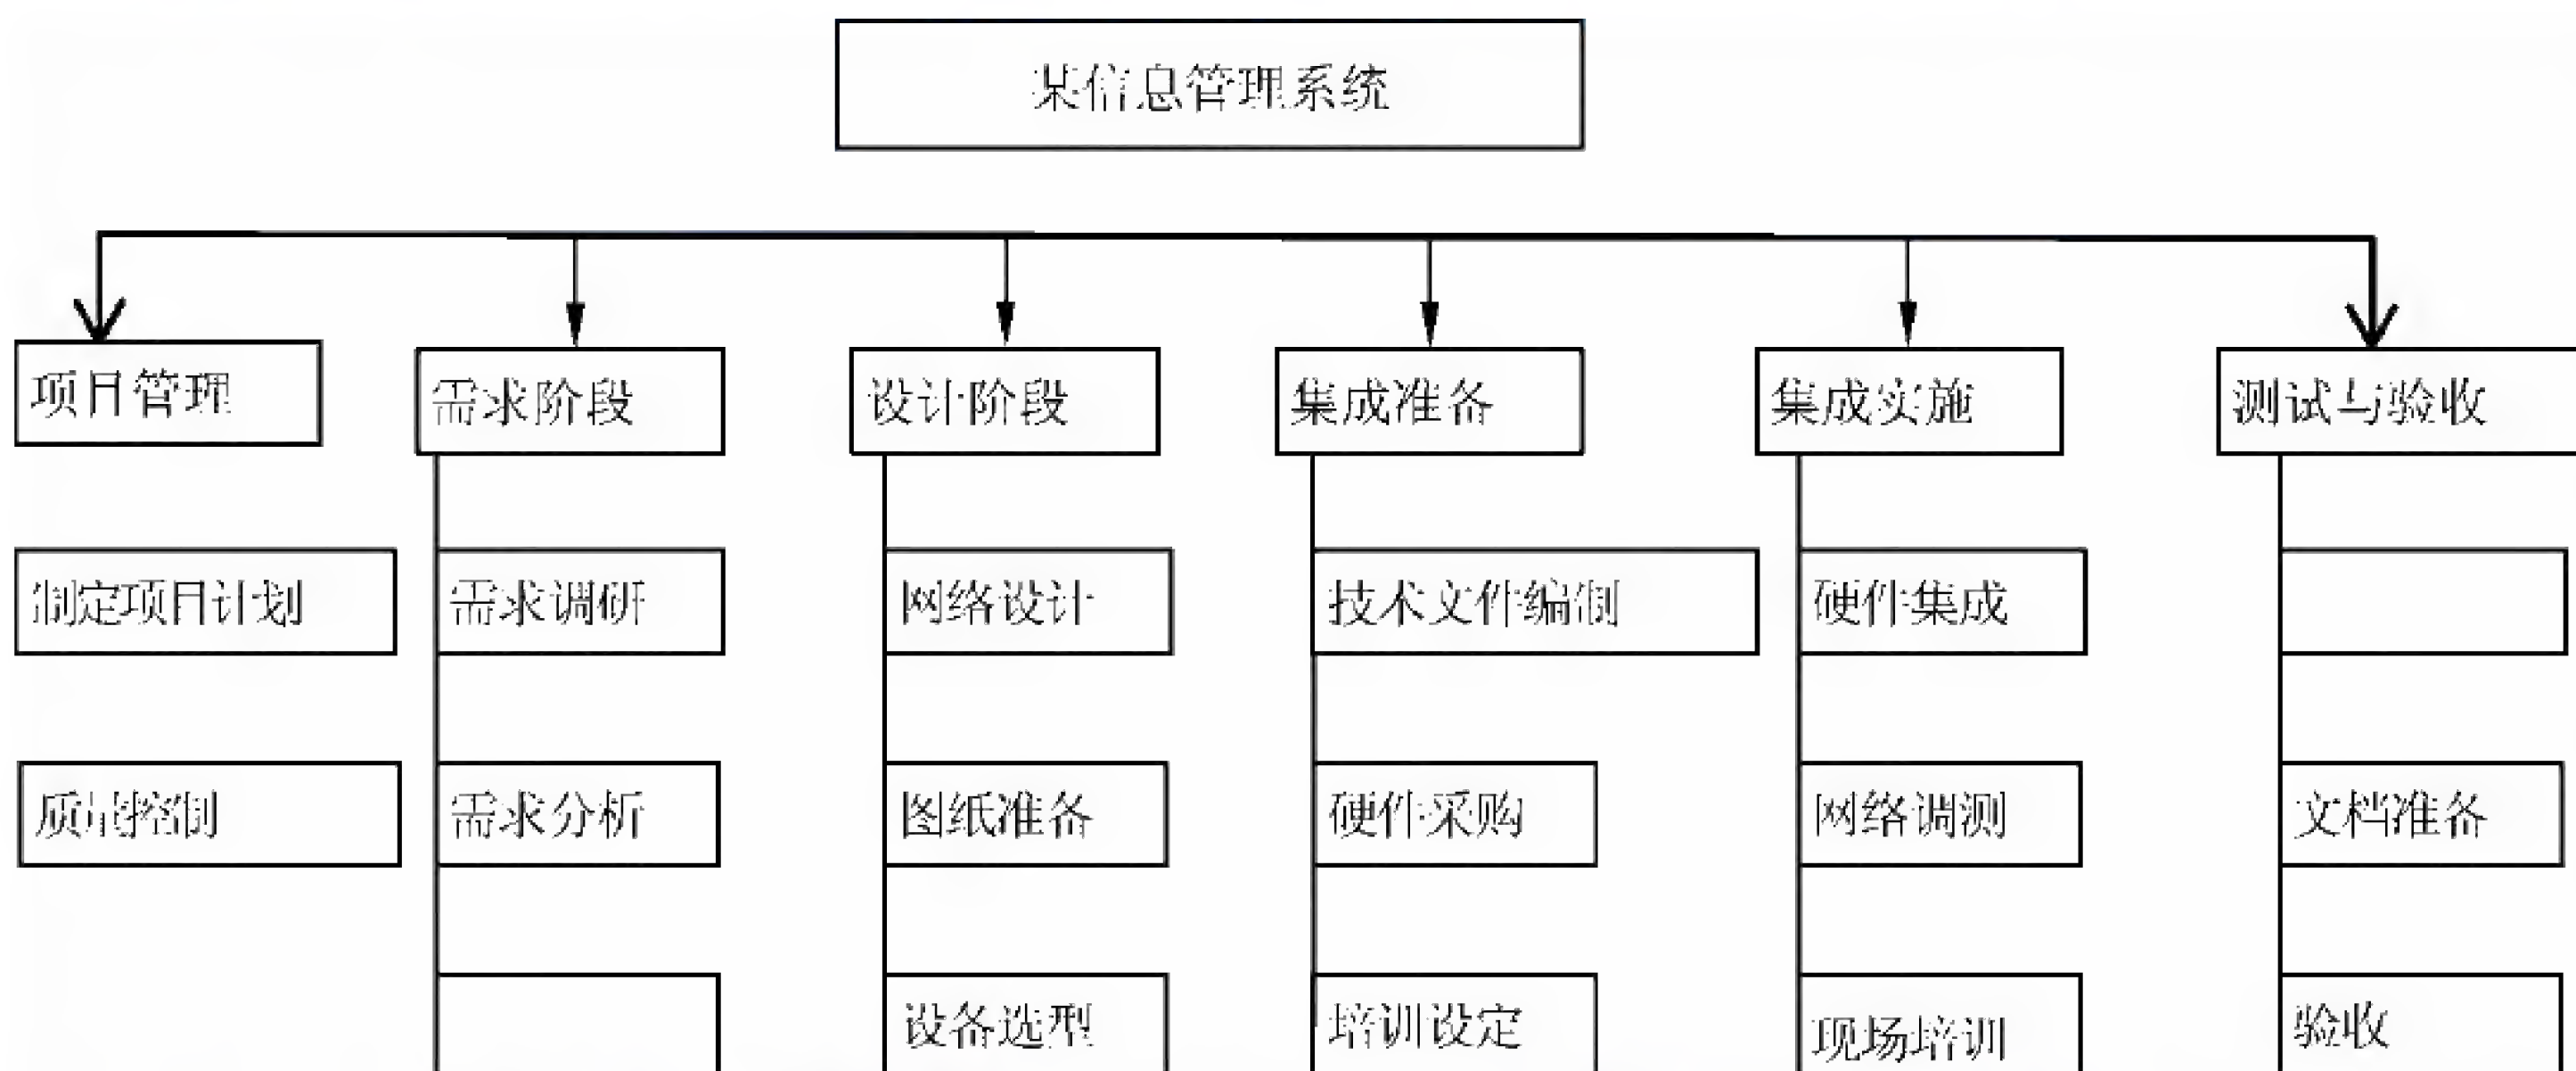 某信息管理系统
项目管理
需求阶段
设计阶段
集成准备
集成实施
测试与验收
制定项目计划
需求调研
网络设计
技术文件编制
硬件集成
质量控制
需求分析
图纸准备
硬件采购
网络调测
文档准备
设备选型
培训设定
现场培训
验收